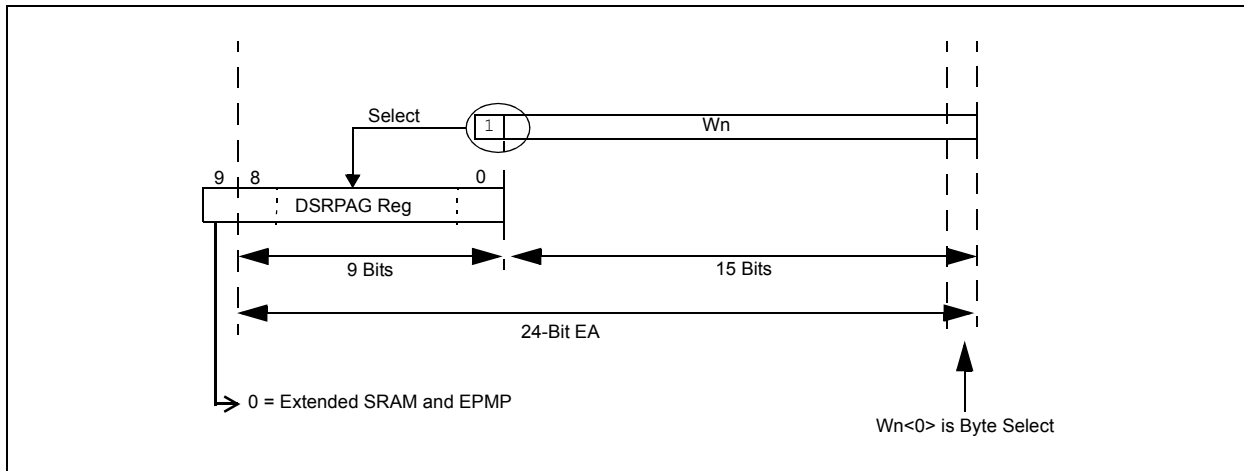 Select
1
Wn
9 8 0
DSRPAG Reg
9 Bits
15 Bits
24-Bit EA
0 = Extended SRAM and EPMP
Wn<0> is Byte Select